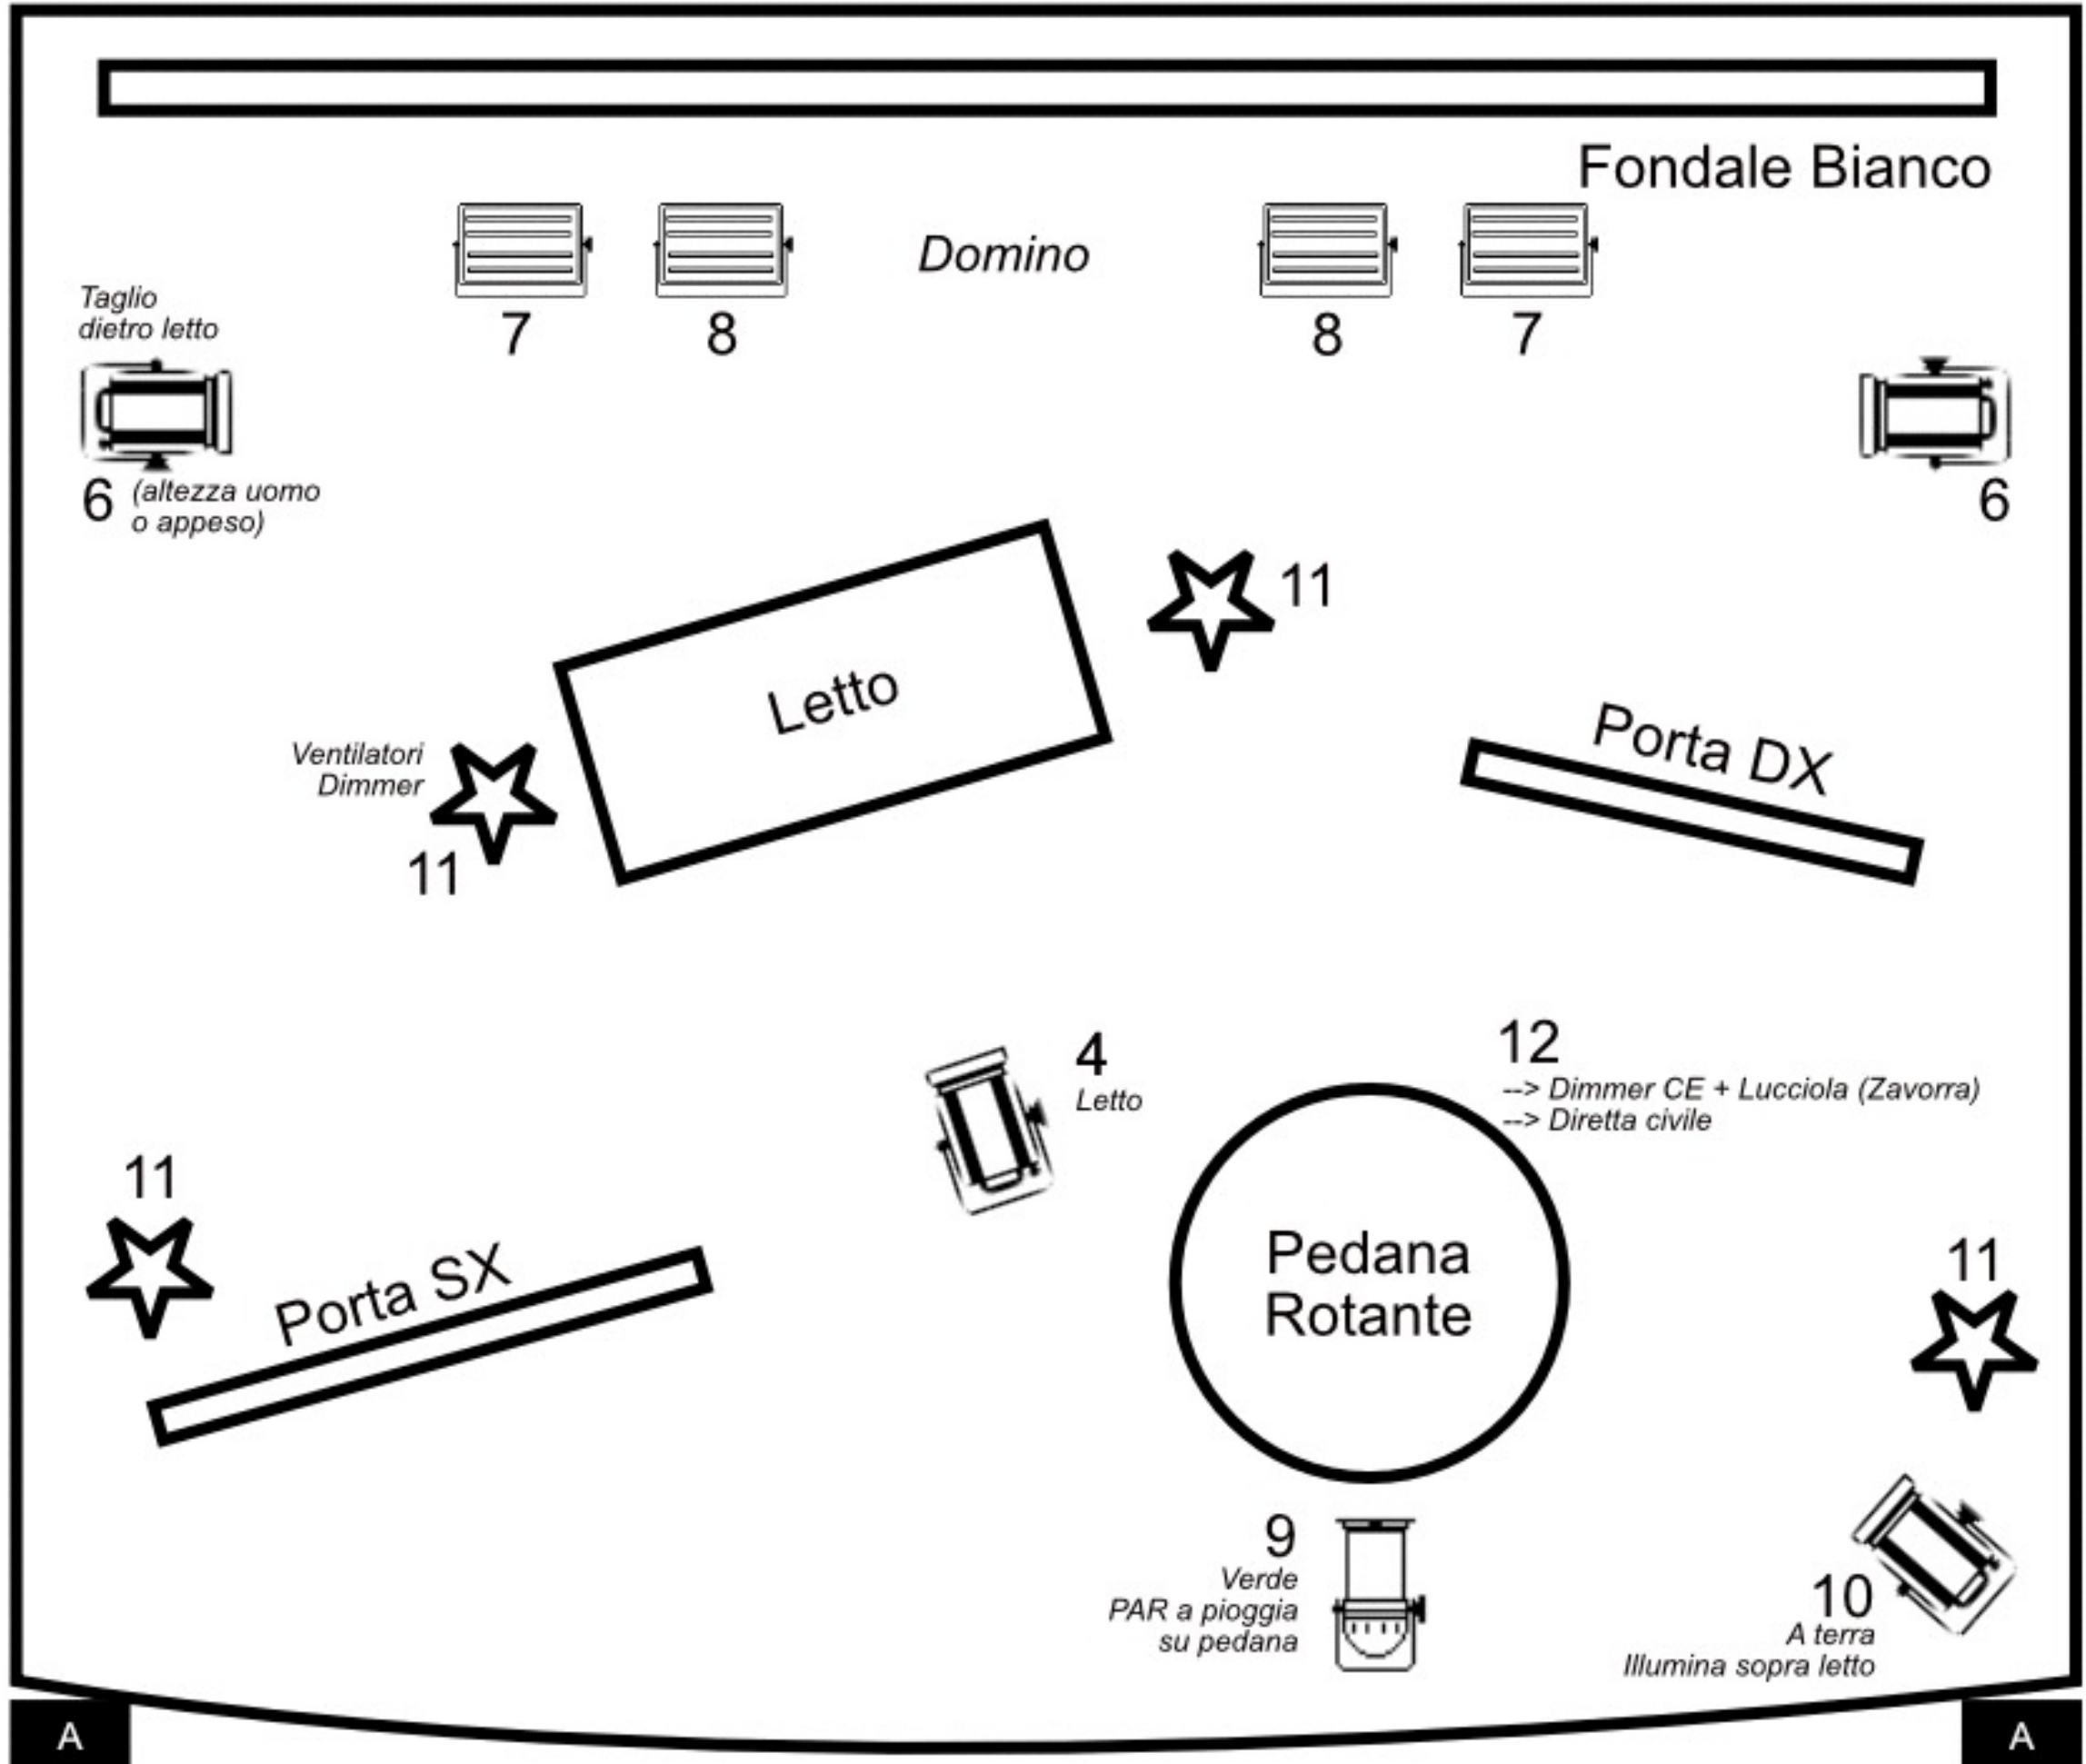 Fondale Bianco
Domino
7
8
8
7
Taglio
dietro letto
6
(altezza uomo
o appeso)
6
Letto
11
Ventilatori
Dimmer
11
Porta DX
4
Letto
12
--> Dimmer CE + Lucciola (Zavorra)
--> Diretta civile
11
Porta SX
Pedana
Rotante
11
9
Verde
PAR a pioggia
su pedana
10
A terra
Illumina sopra letto
A
A